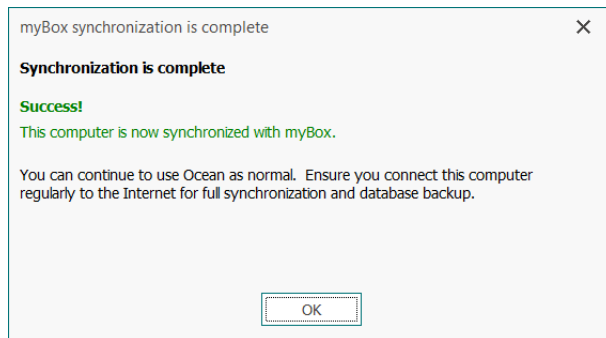 myBox synchronization is complete
Synchronization is complete
Success!
This computer is now synchronized with myBox.
You can continue to use Ocean as normal.  Ensure you connect this computer
regularly to the Internet for full synchronization and database backup.
OK